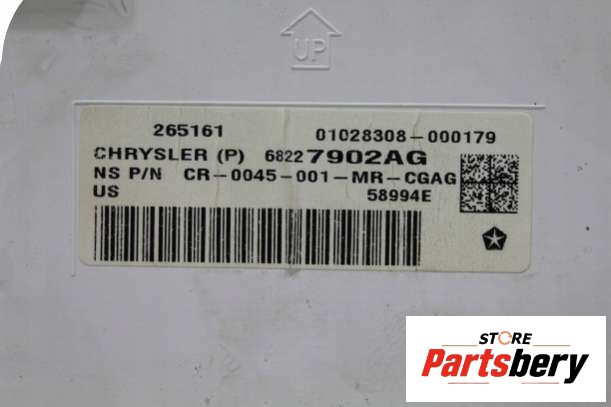 UP
265161 01028308-000179
CHRYSLER (P) 68227902AG
NS P/N CR-0045-001-MR-CGAG
US 58994E
STORE
Partsbery